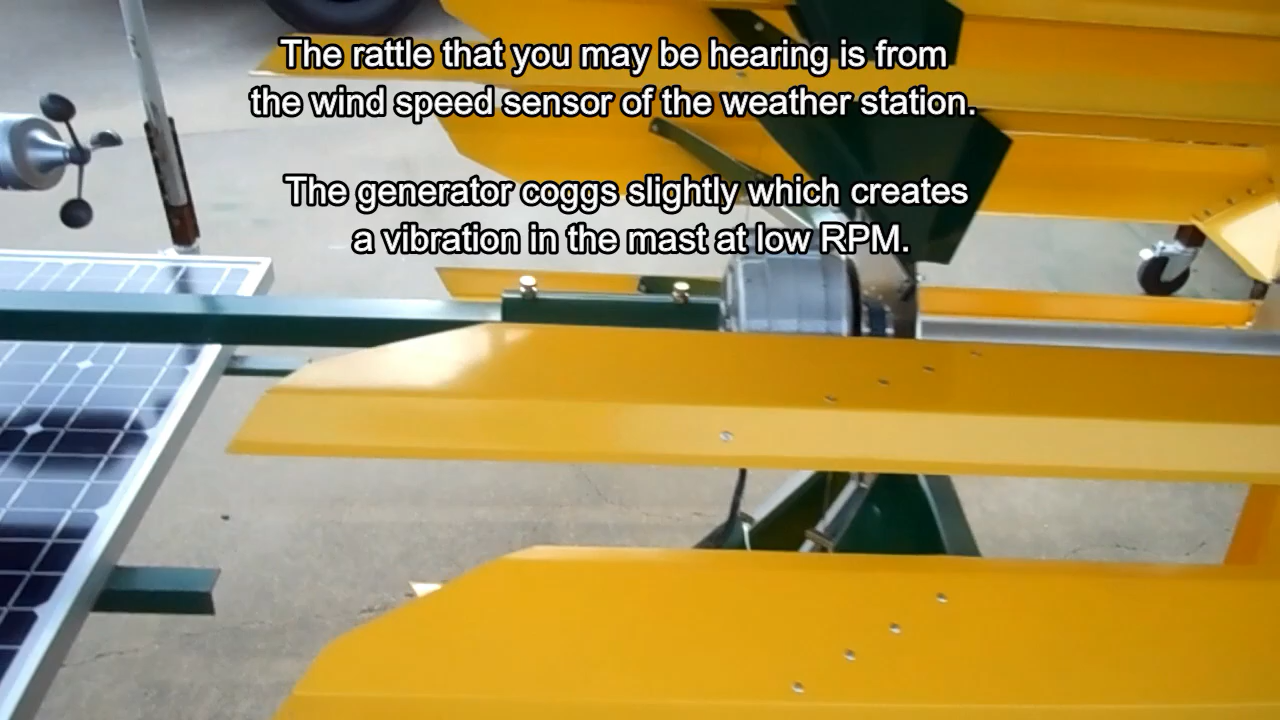 The rattle that you may be hearing is from
the wind speed sensor of the weather station.
The generator coggs slightly which creates
a vibration in the mast at low RPM.